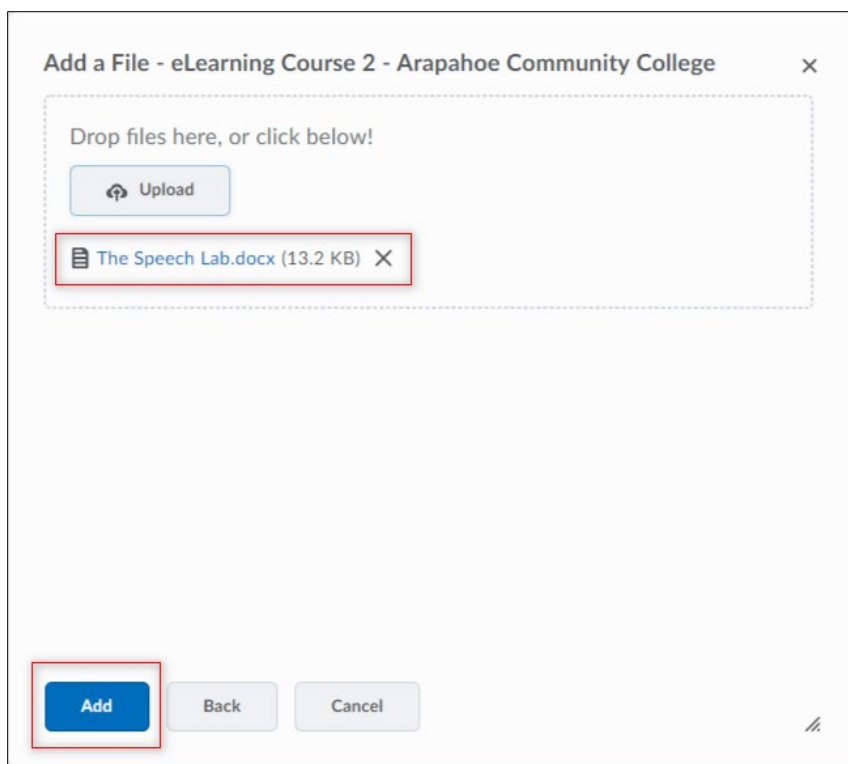 Add a File - eLearning Course 2 - Arapahoe Community College
Drop files here, or click below!
Upload
The Speech Lab.docx (13.2 KB)
Add Back Cancel